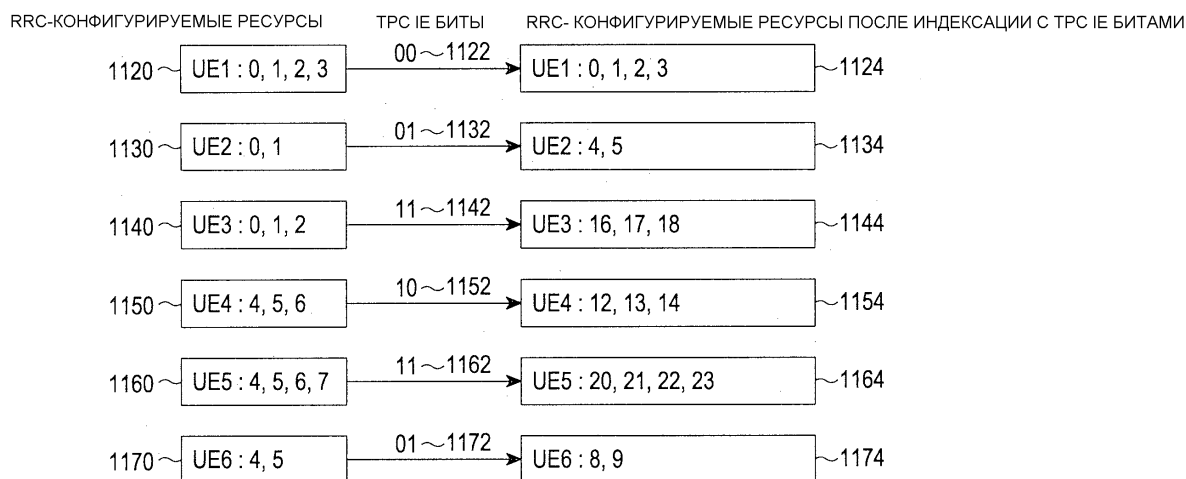 RRC-КОНФИГУРИРУЕМЫЕ РЕСУРСЫ TPC IE БИТЫ RRC- КОНФИГУРИРУЕМЫЕ РЕСУРСЫ ПОСЛЕ ИНДЕКСАЦИИ С TPC IE БИТАМИ
1120 UE1 : 0, 1, 2, 3 00~1122 UE1 : 0, 1, 2, 3 1124
1130 UE2 : 0, 1 01~1132 UE2 : 4, 5 1134
1140 UE3 : 0, 1, 2 11~1142 UE3 : 16, 17, 18 1144
1150 UE4 : 4, 5, 6 10~1152 UE4 : 12, 13, 14 1154
1160 UE5 : 4, 5, 6, 7 11~1162 UE5 : 20, 21, 22, 23 1164
1170 UE6 : 4, 5 01~1172 UE6 : 8, 9 1174